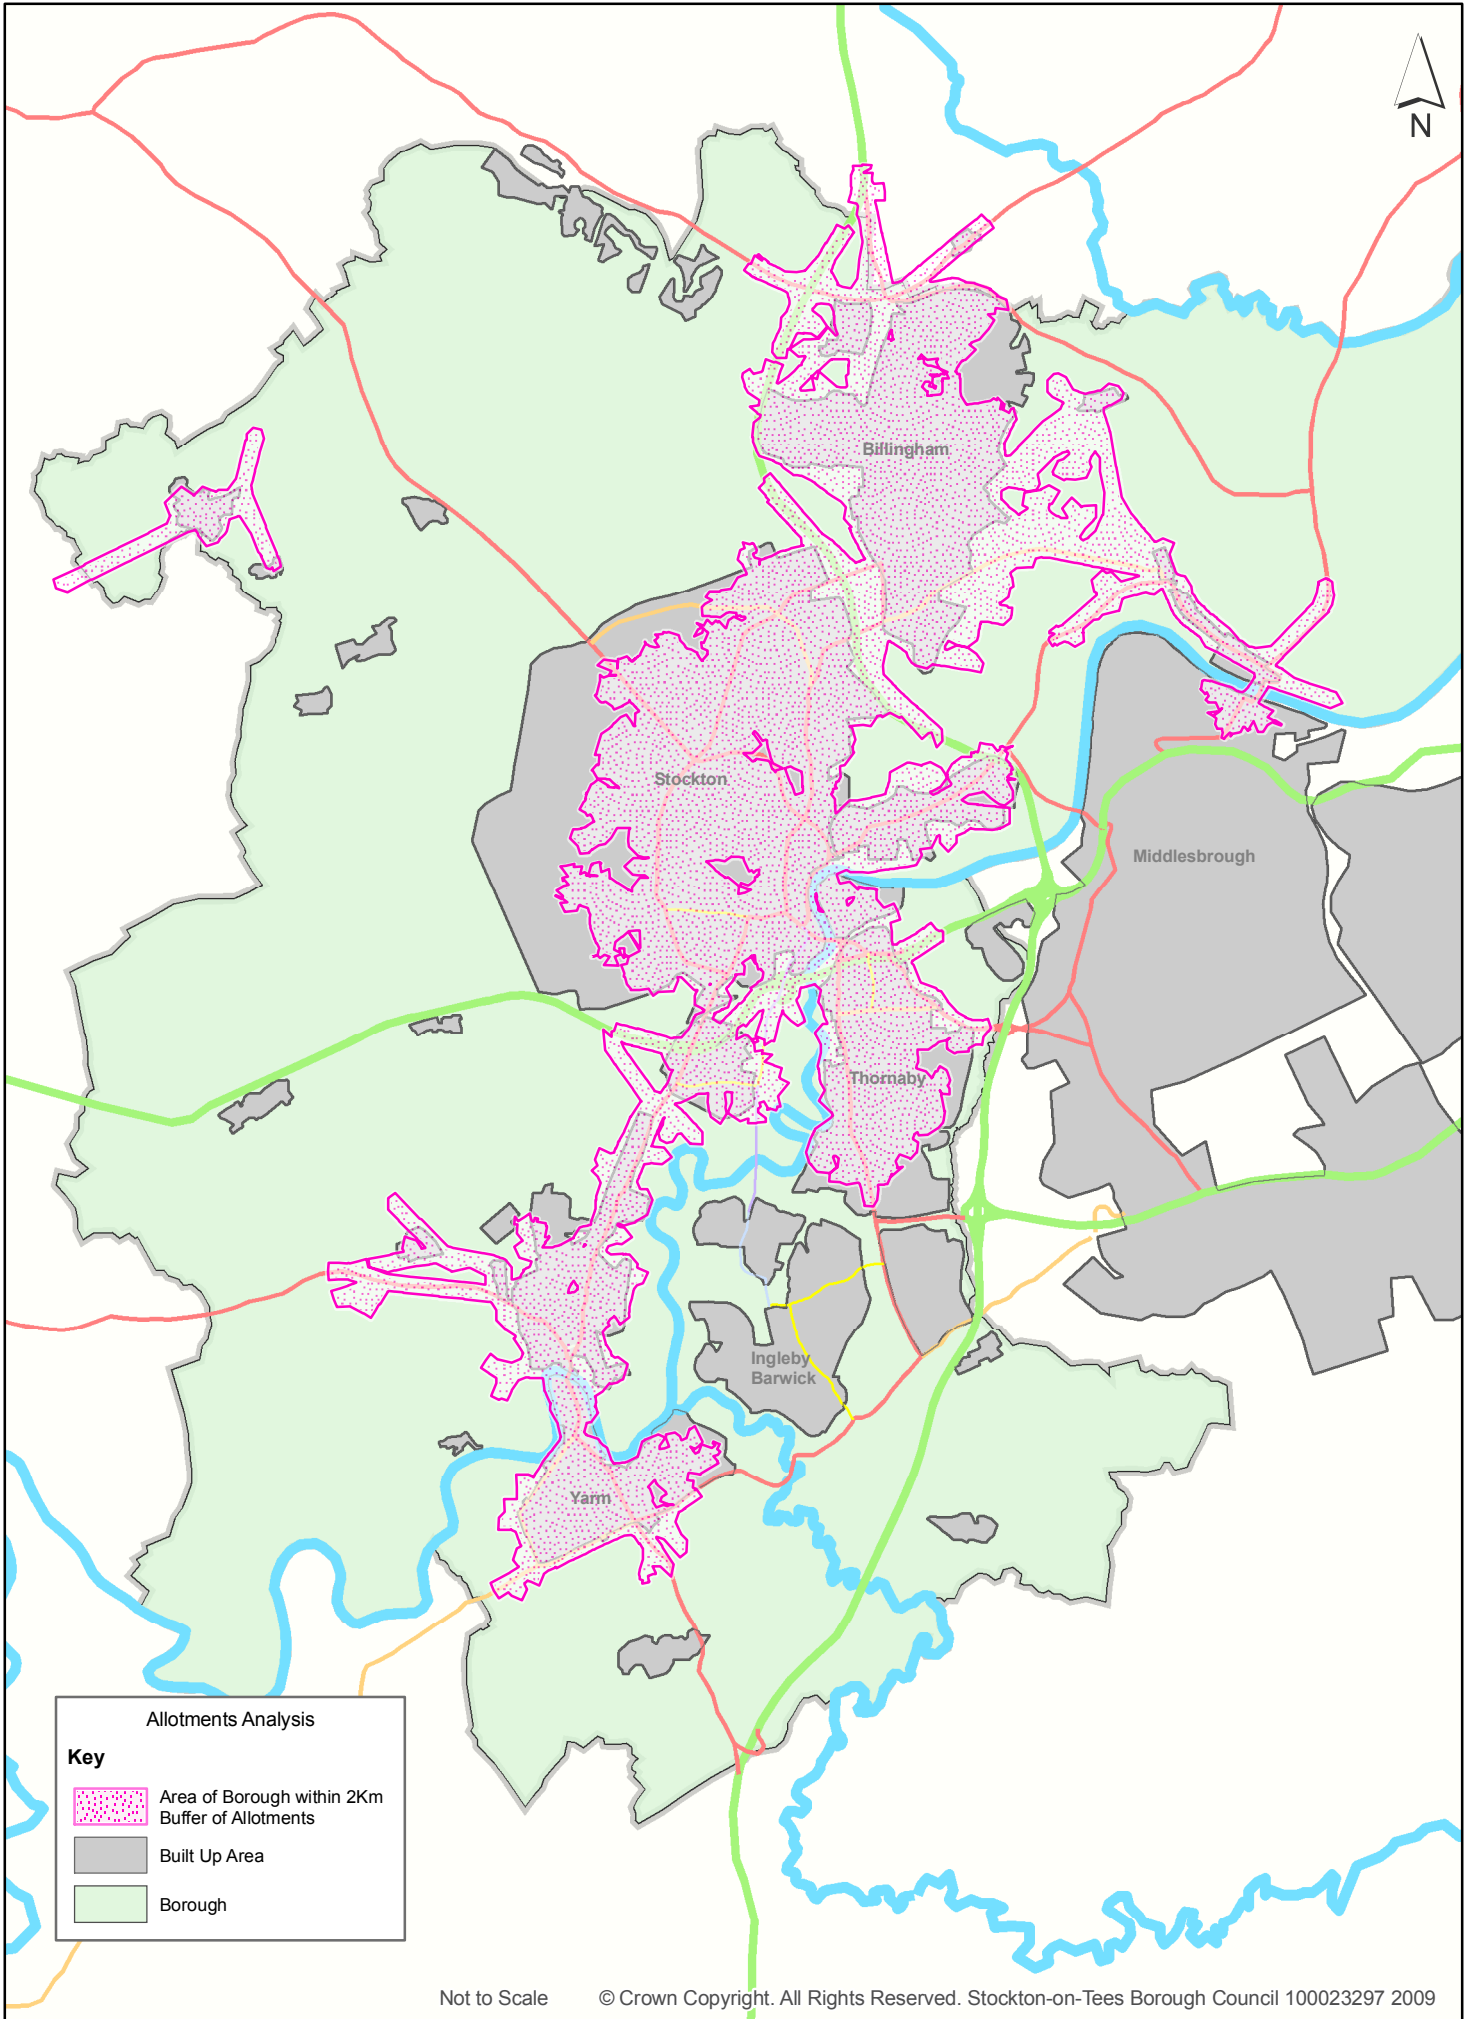 N
Billingham
Stockton
Middlesbrough
Thornaby
Ingleby
Barwick
Yarm
Allotments Analysis
Key
Area of Borough within 2Km
Buffer of Allotments
Built Up Area
Borough
Not to Scale
© Crown Copyright. All Rights Reserved. Stockton-on-Tees Borough Council 100023297 2009